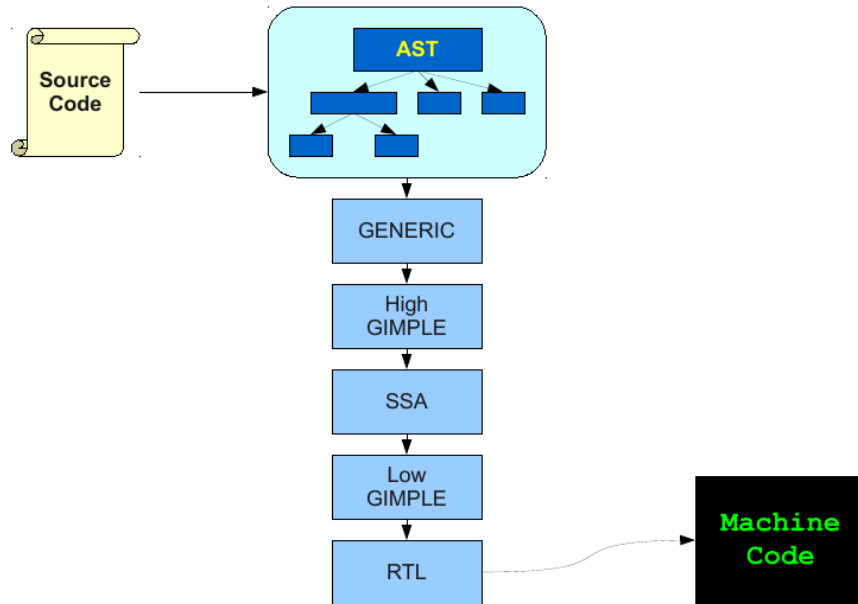 Source
Code
AST
GENERIC
High
GIMPLE
SSA
Low
GIMPLE
RTL
Machine
Code